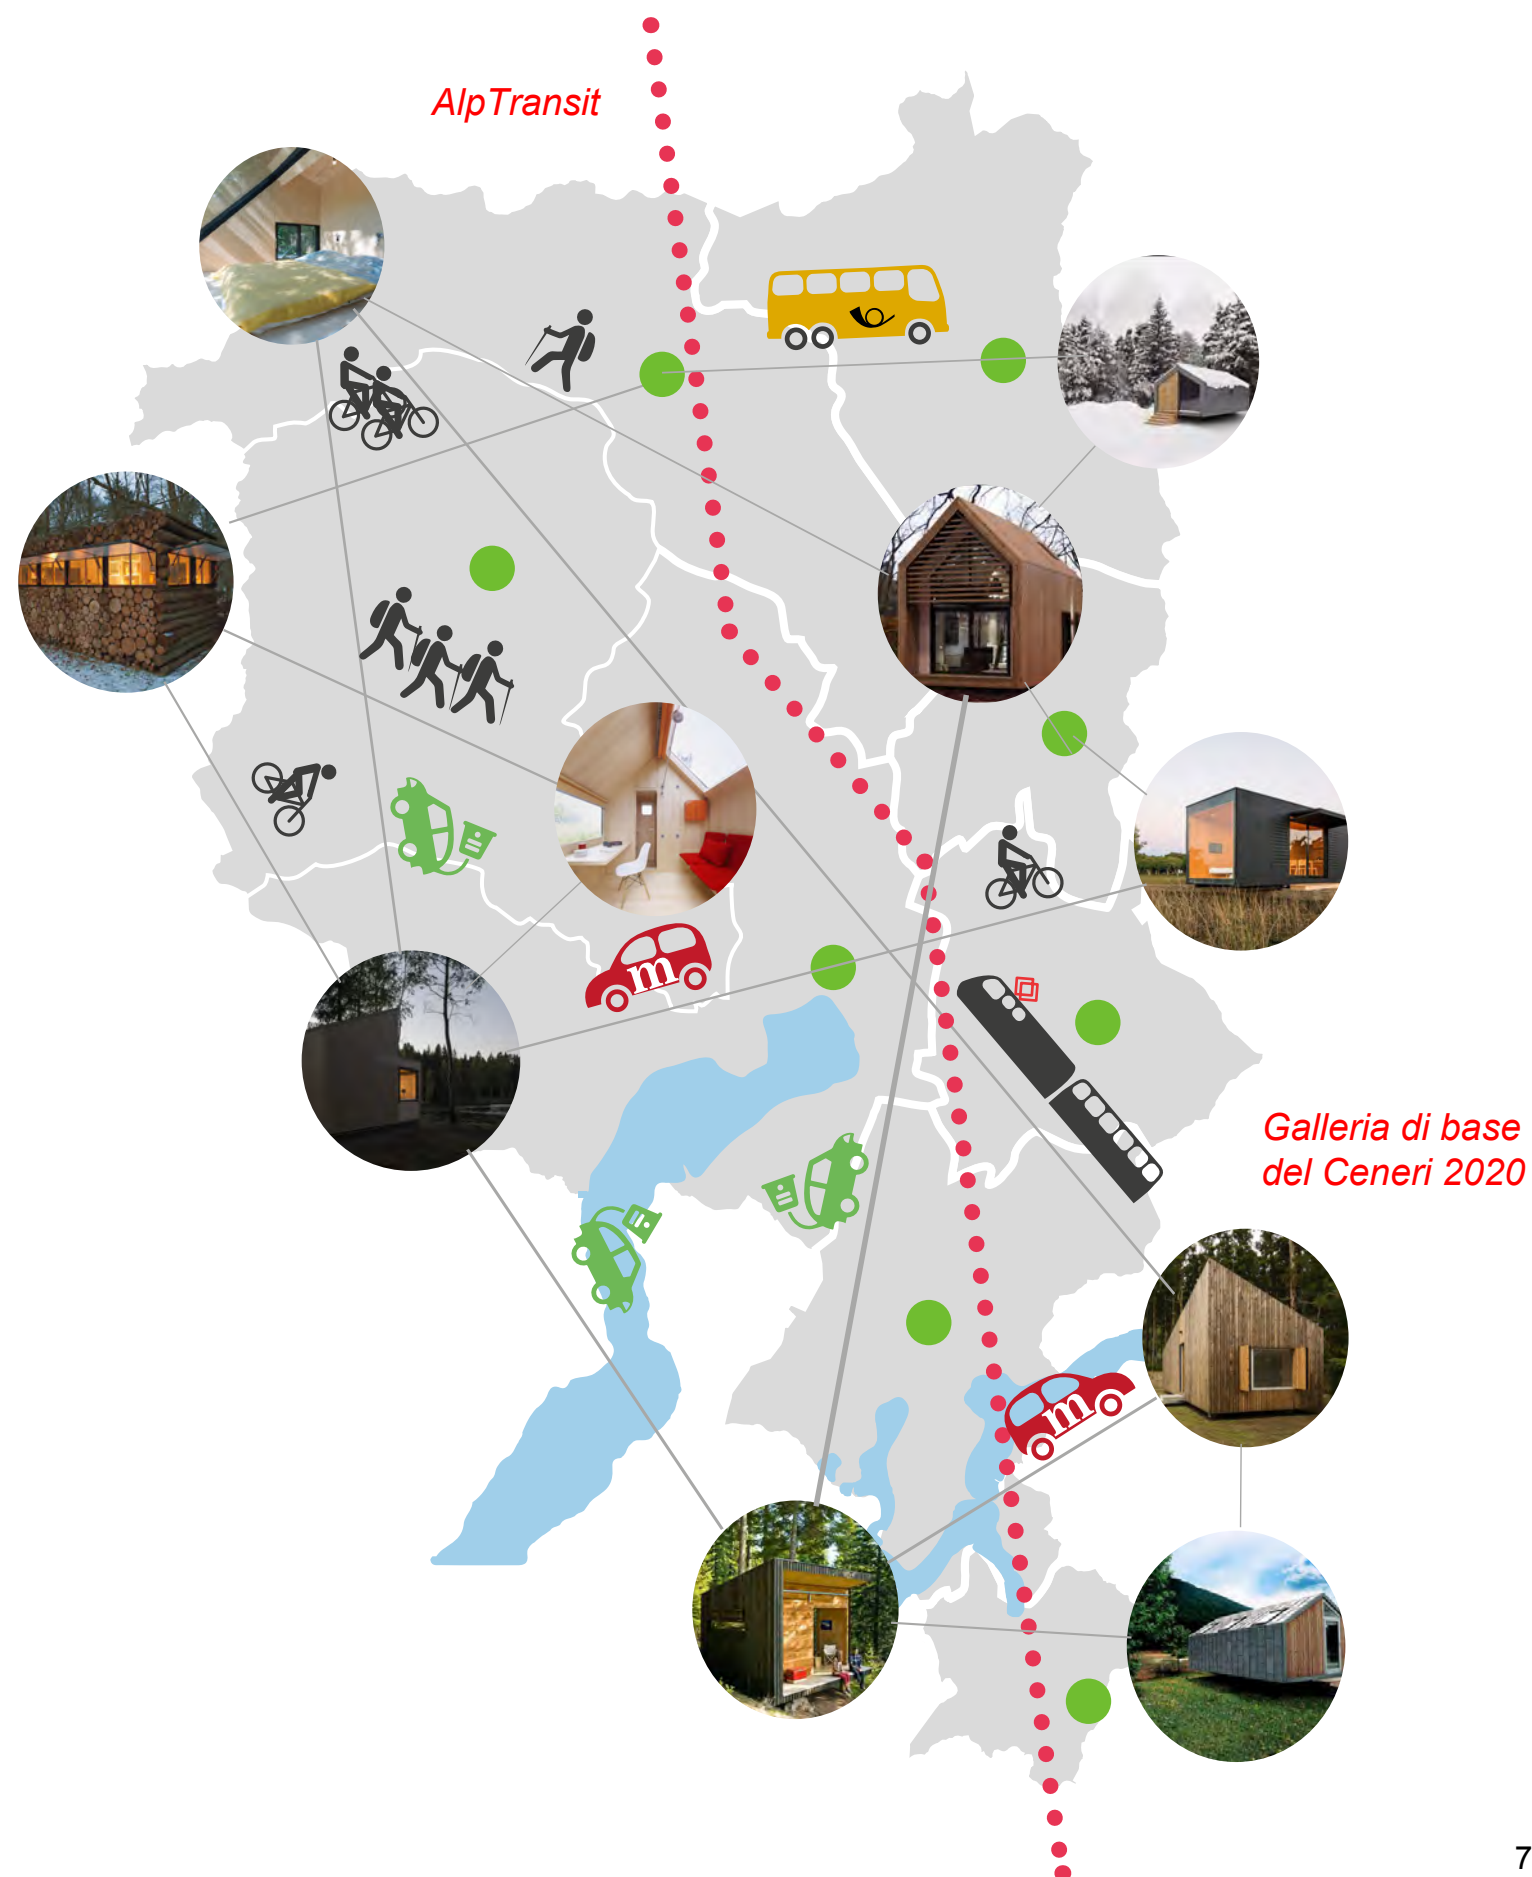 AlpTransit
m
Galleria di base
del Ceneri 2020
m
7